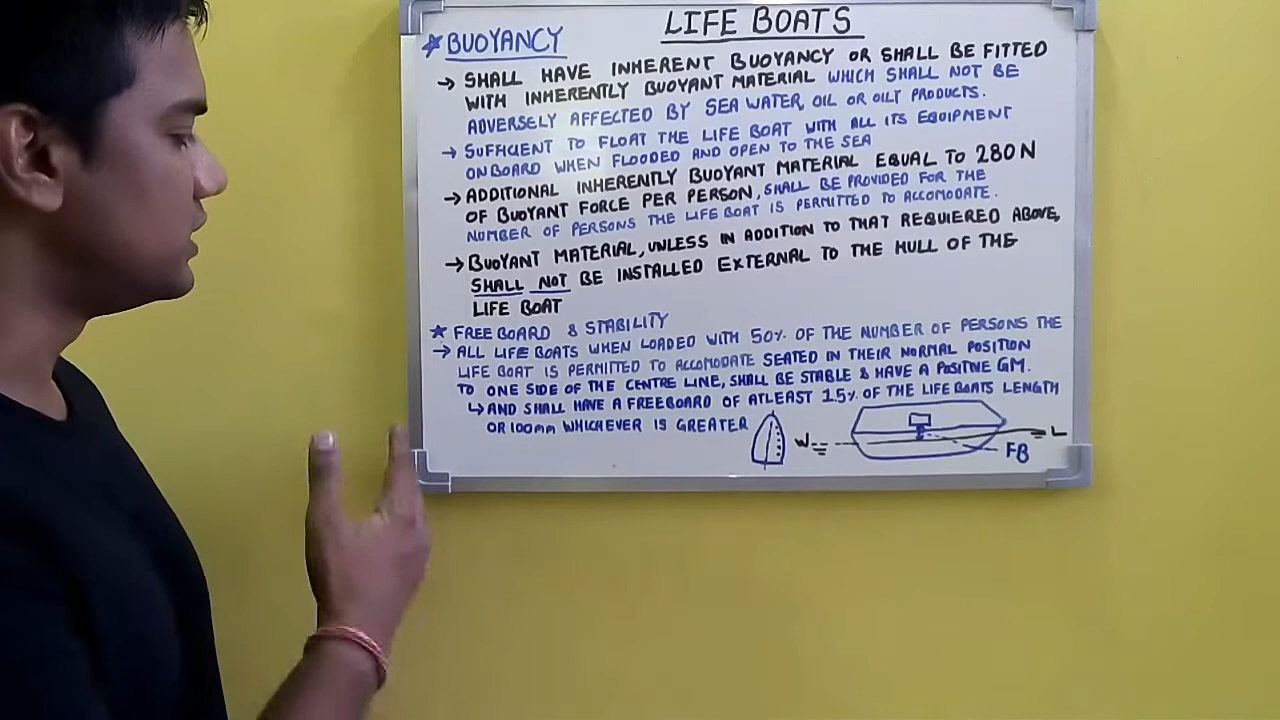 LIFE BOATS
* BUOYANCY
→ SHALL HAVE INHERENT BUOYANCY OR SHALL BE FITTED
WITH INHERENTLY BUOYANT MATERIAL WHICH SHALL NOT BE
ADVERSELY AFFECTED BY SEA WATER, OIL OR OILY PRODUCTS.
→ SUFFICIENT TO FLOAT THE LIFE BOAT WITH ALL ITS EQUIPMENT
ONBOARD WHEN FLOODED AND OPEN TO THE SEA
→ ADDITIONAL INHERENTLY BUOYANT MATERIAL EQUAL TO 280 N
OF BUOYANT FORCE PER PERSON, SHALL BE PROVIDED FOR THE
NUMBER OF PERSONS THE LIFE BOAT IS PERMITTED TO ACCOMODATE.
→ BUOYANT MATERIAL, UNLESS IN ADDITION TO THAT REQUIERED ABOVE,
SHALL NOT BE INSTALLED EXTERNAL TO THE HULL OF THE
LIFE BOAT
* FREE BOARD & STABILITY
→ ALL LIFE BOATS WHEN LOADED WITH 50% OF THE NUMBER OF PERSONS THE
LIFE BOAT IS PERMITTED TO ACCOMODATE SEATED IN THEIR NORMAL POSITION
TO ONE SIDE OF THE CENTRE LINE, SHALL BE STABLE & HAVE A POSITIVE GM.
↳ AND SHALL HAVE A FREEBOARD OF ATLEAST 1.5% OF THE LIFE BOATS LENGTH
OR 100mm WHICHEVER IS GREATER
W L
FB